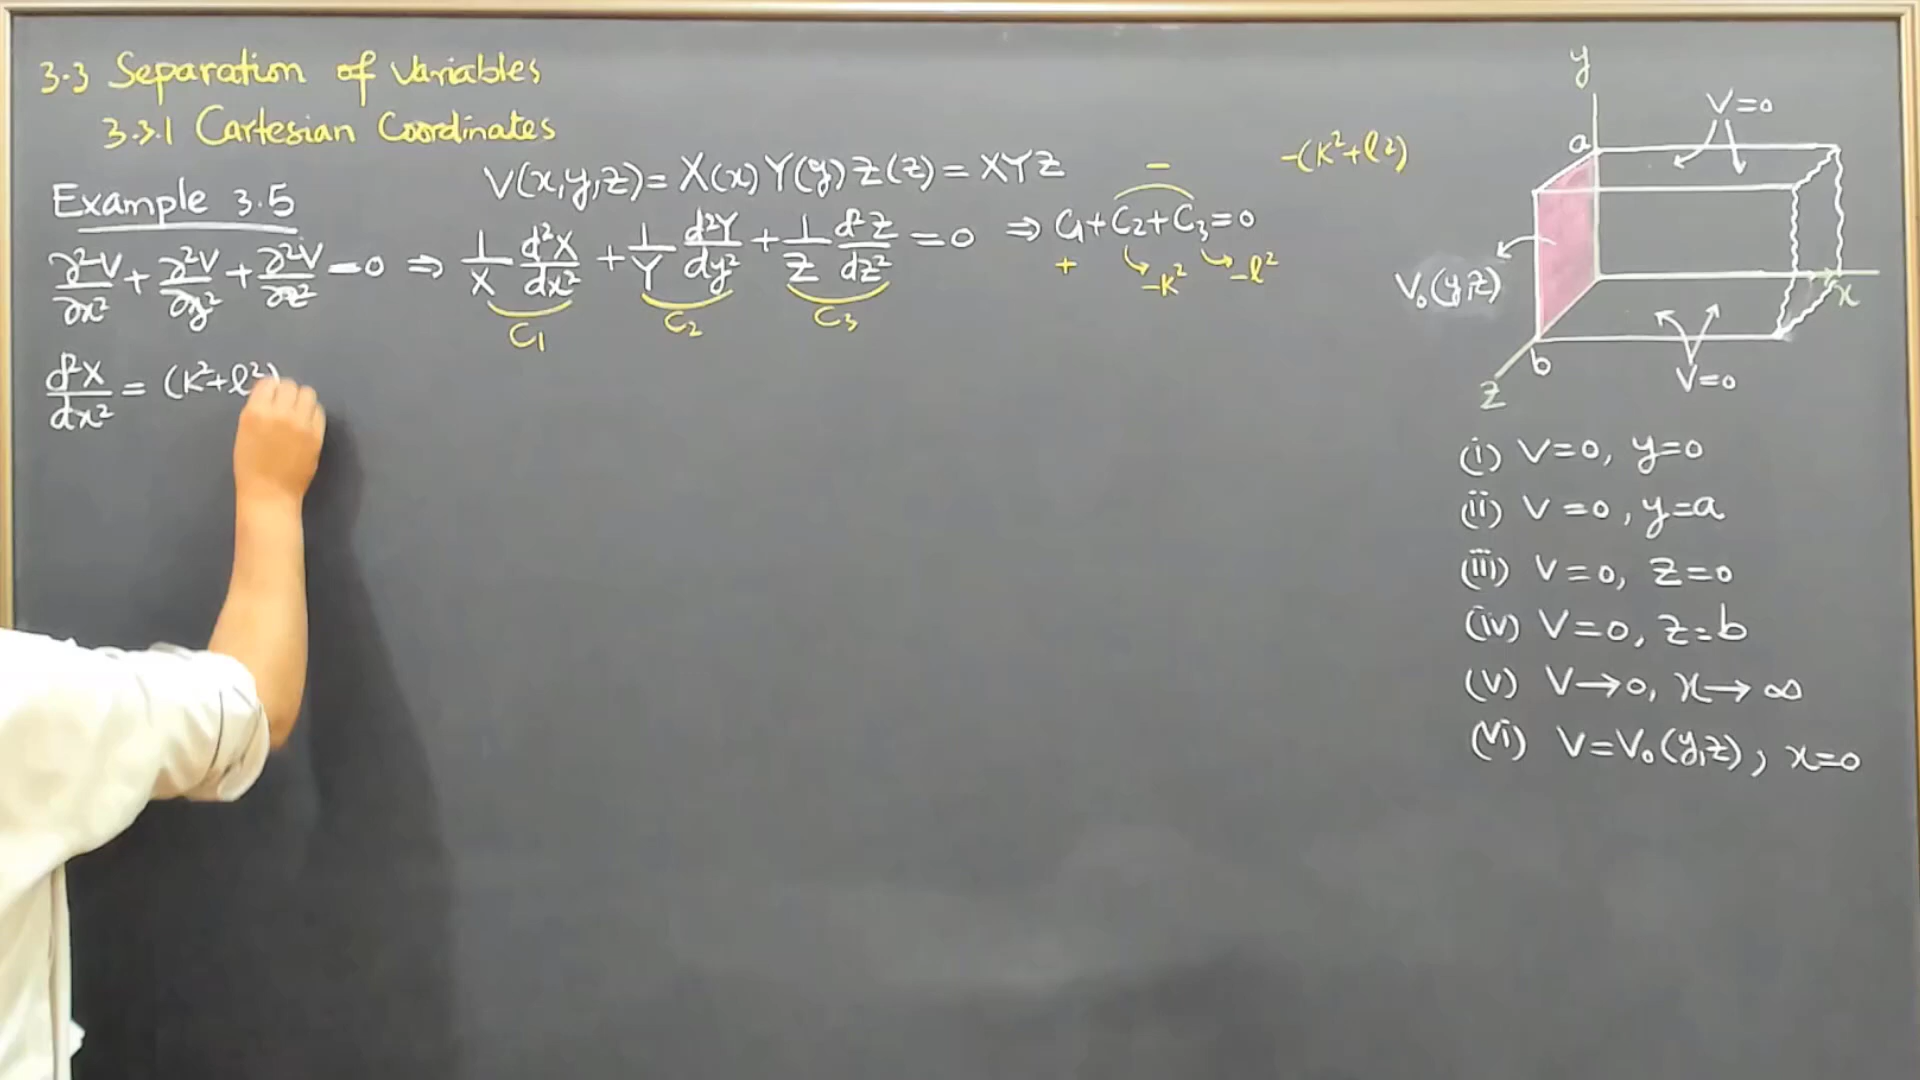 3.3 Separation of Variables
3.3.1 Cartesian Coordinates
Example 3.5
V(x,y,z)= X(x) Y(y) Z(z) = XYZ
∂²V/∂x² + ∂²V/∂y² + ∂²V/∂z² = 0 ⇒ 1/X d²X/dx² + 1/Y d²Y/dy² + 1/Z d²Z/dz² = 0 ⇒ C₁+C₂+C₃=0
C₁ C₂ C₃
+ -K² -l²
-
-(K²+l²)
d²X/dx² = (K²+l²)
y
V=0
a
V₀(y,z)
x
b
z
V=0
(i) V=0, y=0
(ii) V=0, y=a
(iii) V=0, z=0
(iv) V=0, z=b
(v) V→0, x→∞
(vi) V=V₀(y,z), x=0